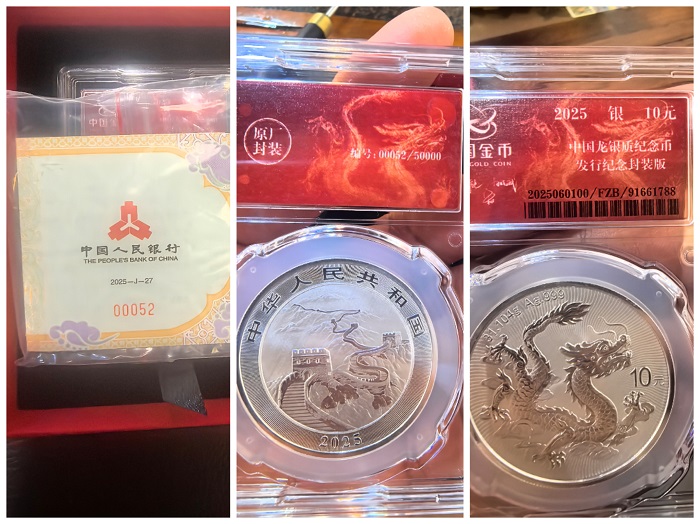 中国人民银行
THE PEOPLE'S BANK OF CHINA
2025-J-27
00052
原厂
封装
编号:00052/50000
中华人民共和国
2025
2025 银 10元
国金币
GOLD COIN
中国龙银质纪念币
发行纪念封装版
2025060100/FZB/91661788
Ag.999
10元